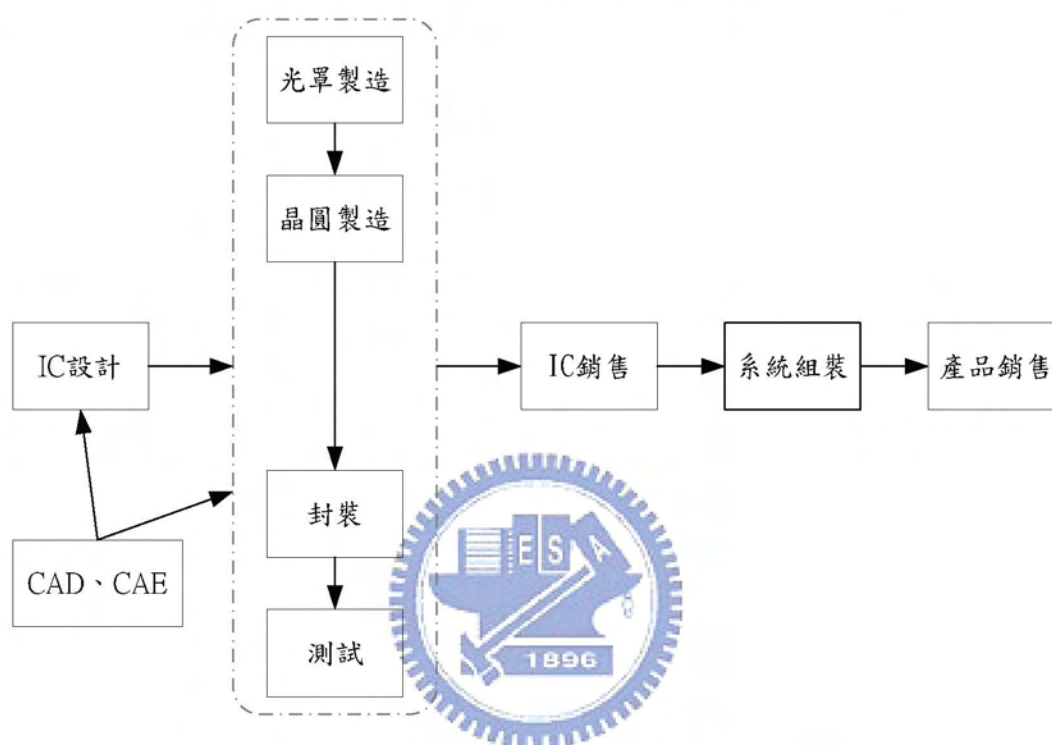 光罩製造
晶圓製造
IC設計
IC銷售
系統組裝
產品銷售
封裝
CAD、CAE
測試
E S A
1896